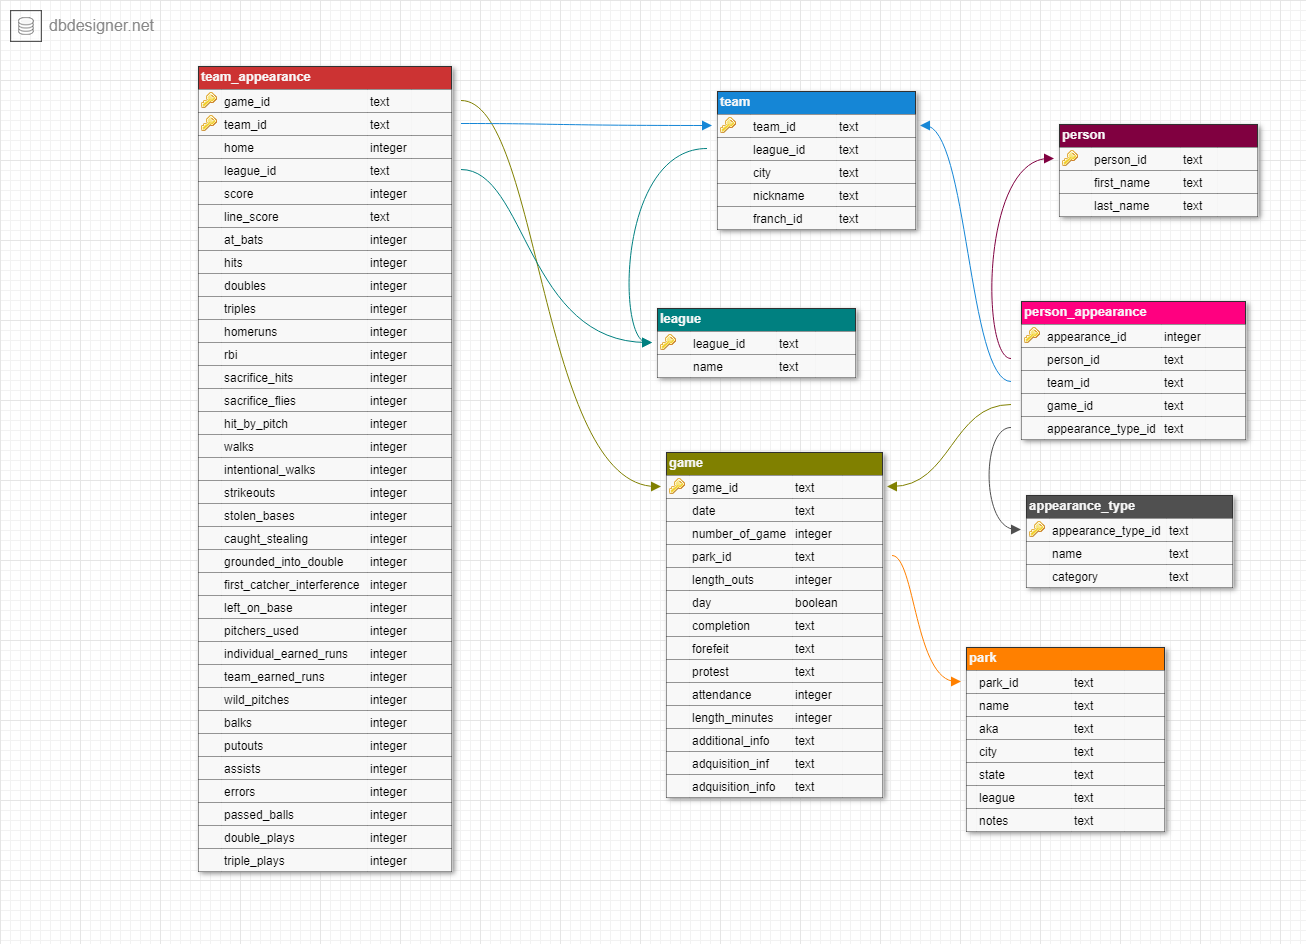 dbdesigner.net
team_appearance
game_id text
team_id text
home integer
league_id text
score integer
line_score text
at_bats integer
hits integer
doubles integer
triples integer
homeruns integer
rbi integer
sacrifice_hits integer
sacrifice_flies integer
hit_by_pitch integer
walks integer
intentional_walks integer
strikeouts integer
stolen_bases integer
caught_stealing integer
grounded_into_double integer
first_catcher_interference integer
left_on_base integer
pitchers_used integer
individual_earned_runs integer
team_earned_runs integer
wild_pitches integer
balks integer
putouts integer
assists integer
errors integer
passed_balls integer
double_plays integer
triple_plays integer
team
team_id text
league_id text
city text
nickname text
franch_id text
league
league_id text
name text
game
game_id text
date text
number_of_game integer
park_id text
length_outs integer
day boolean
completion text
forefeit text
protest text
attendance integer
length_minutes integer
additional_info text
adquisition_inf text
adquisition_info text
person
person_id text
first_name text
last_name text
person_appearance
appearance_id integer
person_id text
team_id text
game_id text
appearance_type_id text
appearance_type
appearance_type_id text
name text
category text
park
park_id text
name text
aka text
city text
state text
league text
notes text